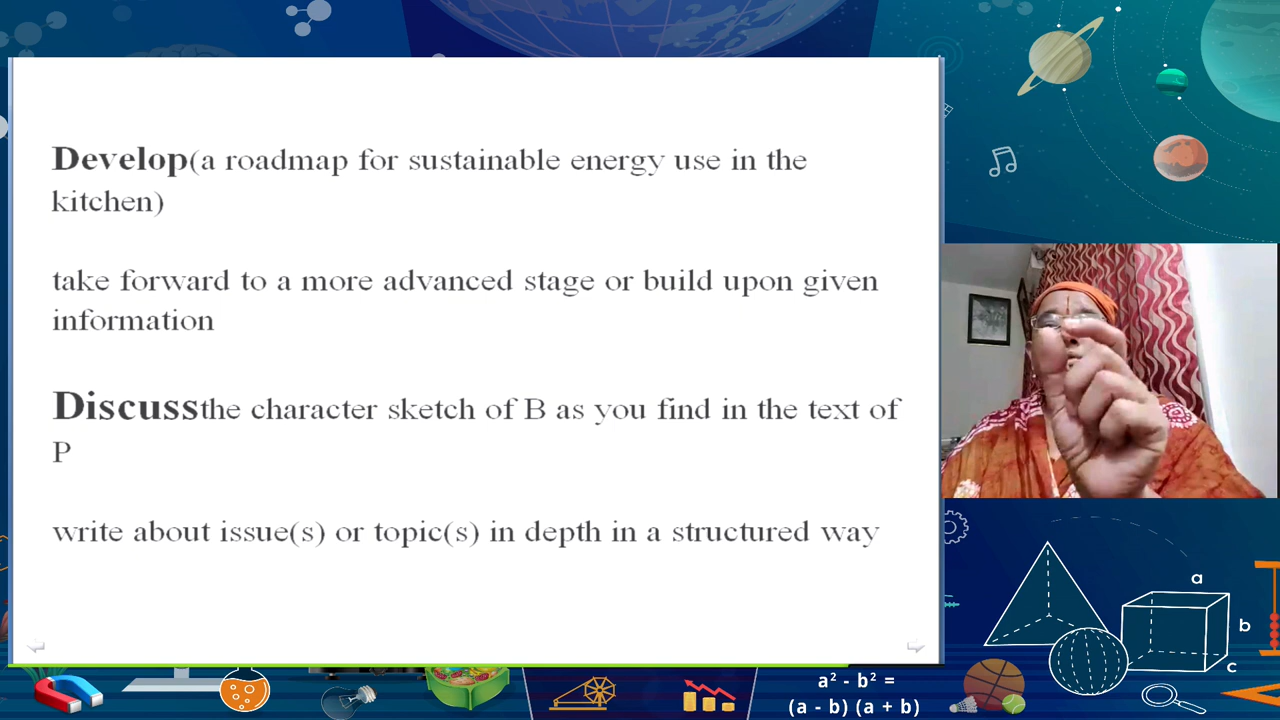 Develop(a roadmap for sustainable energy use in the
kitchen)
take forward to a more advanced stage or build upon given
information
Discussthe character sketch of B as you find in the text of
P
write about issue(s) or topic(s) in depth in a structured way
a
b
c
a² - b² =
(a - b) (a + b)